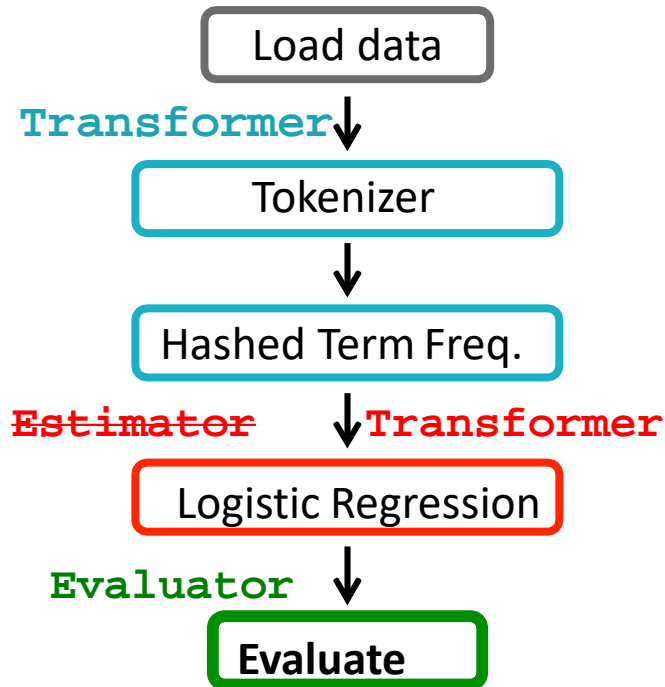 Load data
Transformer
Tokenizer
Hashed Term Freq.
Estimator Transformer
Logistic Regression
Evaluator
Evaluate